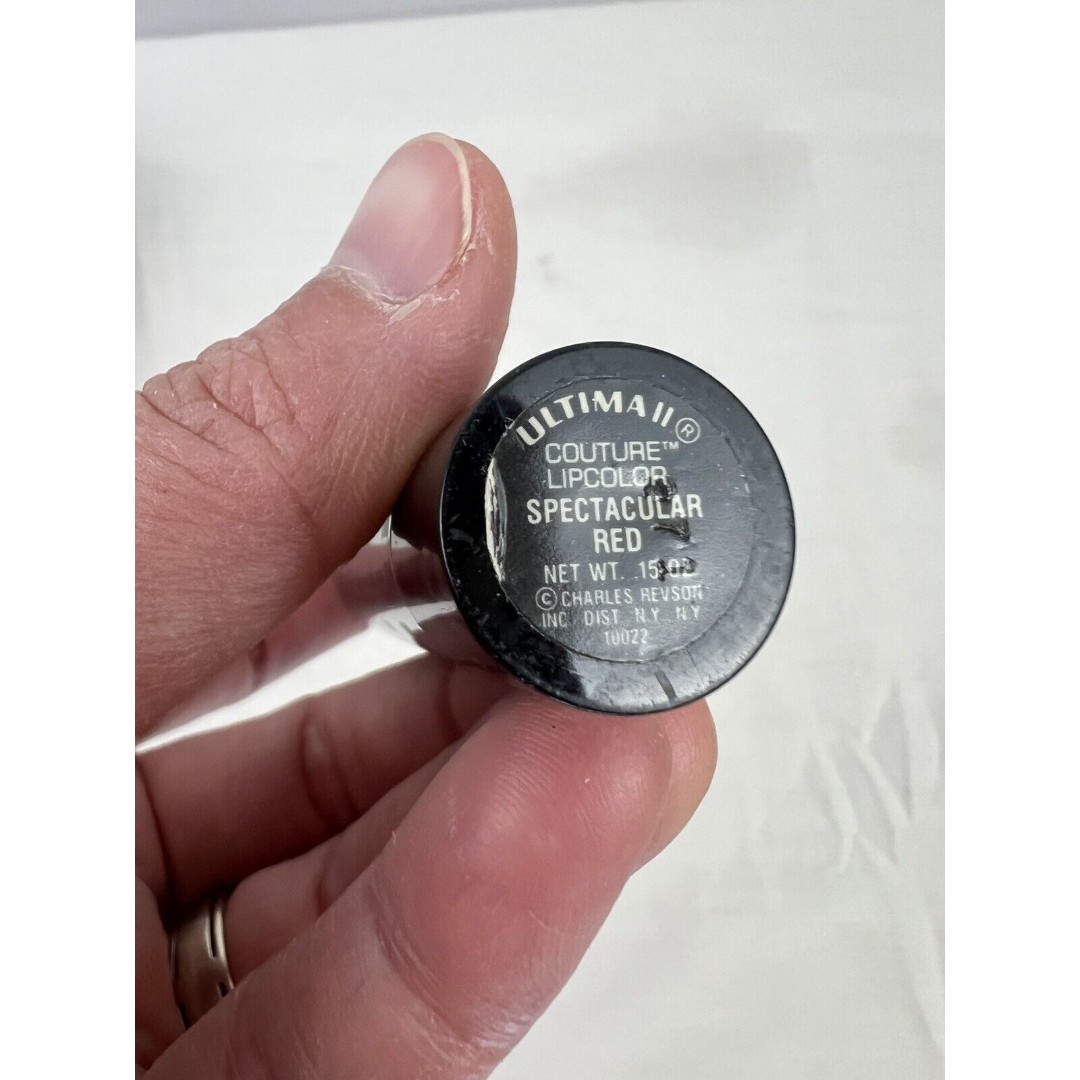 ULTIMA II®
COUTURE™
LIPCOLOR
SPECTACULAR
RED
NET WT. .15 OZ
© CHARLES REVSON
INC DIST N.Y. N.Y.
10022